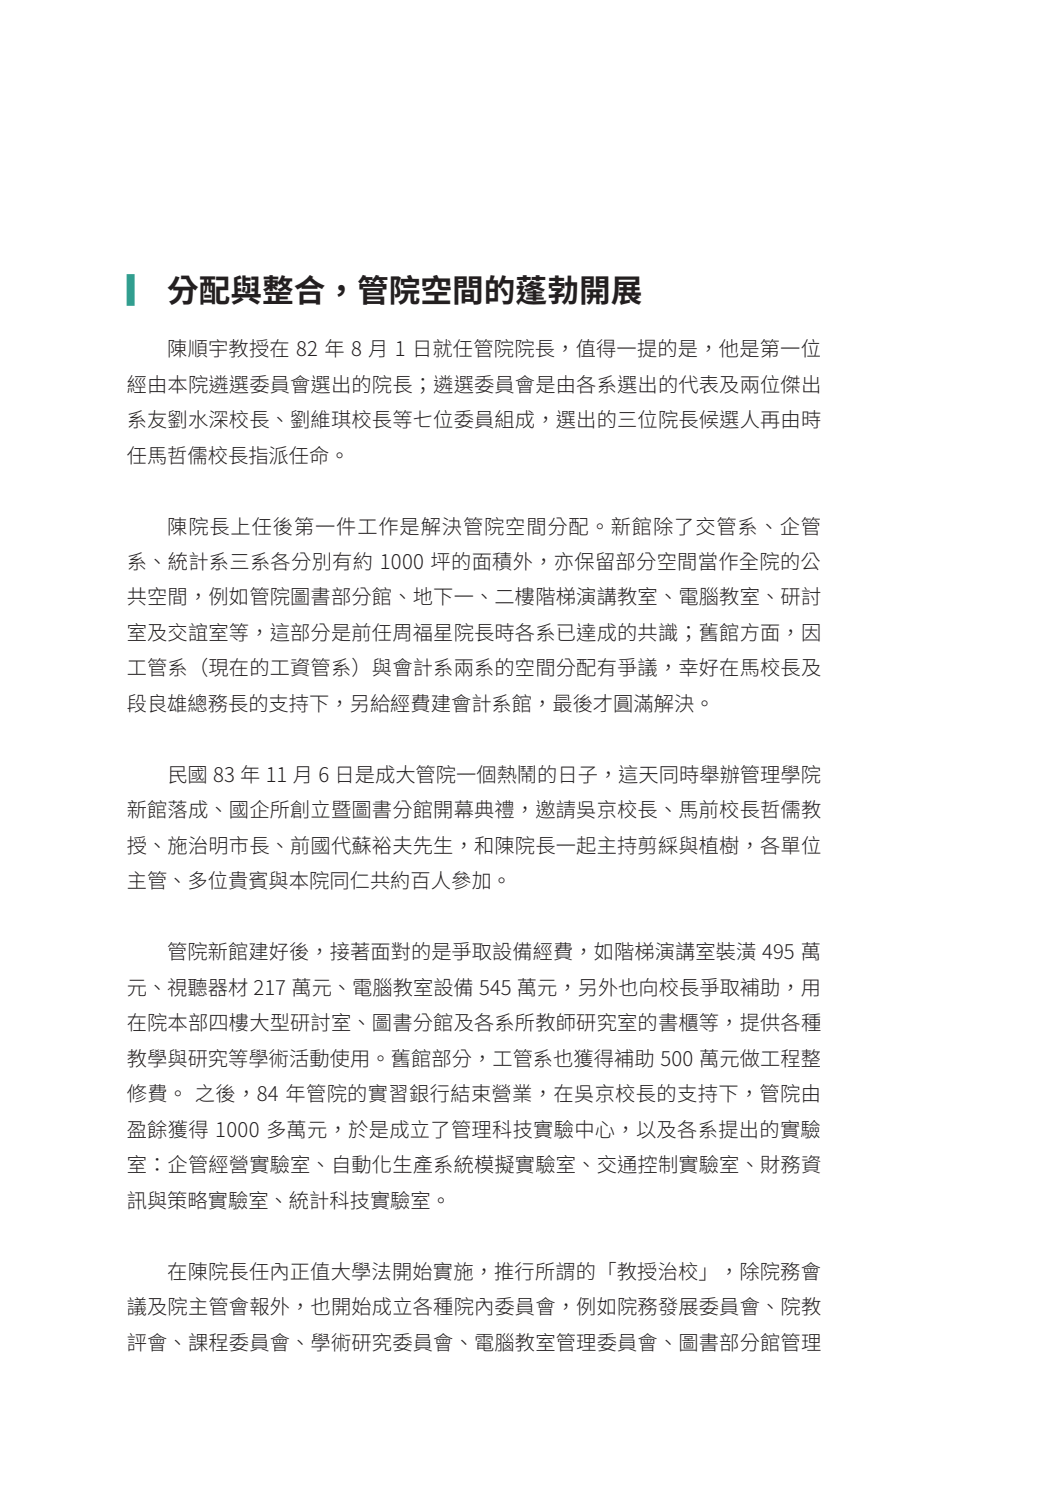 分配與整合，管院空間的蓬勃開展
陳順宇教授在 82 年 8 月 1 日就任管院院長，值得一提的是，他是第一位
經由本院遴選委員會選出的院長；遴選委員會是由各系選出的代表及兩位傑出
系友劉水深校長、劉維琪校長等七位委員組成，選出的三位院長候選人再由時
任馬哲儒校長指派任命。
陳院長上任後第一件工作是解決管院空間分配。新館除了交管系、企管
系、統計系三系各分別有約 1000 坪的面積外，亦保留部分空間當作全院的公
共空間，例如管院圖書部分館、地下一、二樓階梯演講教室、電腦教室、研討
室及交誼室等，這部分是前任周福星院長時各系已達成的共識；舊館方面，因
工管系（現在的工資管系）與會計系兩系的空間分配有爭議，幸好在馬校長及
段良雄總務長的支持下，另給經費建會計系館，最後才圓滿解決。
民國 83 年 11 月 6 日是成大管院一個熱鬧的日子，這天同時舉辦管理學院
新館落成、國企所創立暨圖書分館開幕典禮，邀請吳京校長、馬前校長哲儒教
授、施治明市長、前國代蘇裕夫先生，和陳院長一起主持剪綵與植樹，各單位
主管、多位貴賓與本院同仁共約百人參加。
管院新館建好後，接著面對的是爭取設備經費，如階梯演講室裝潢 495 萬
元、視聽器材 217 萬元、電腦教室設備 545 萬元，另外也向校長爭取補助，用
在院本部四樓大型研討室、圖書分館及各系所教師研究室的書櫃等，提供各種
教學與研究等學術活動使用。舊館部分，工管系也獲得補助 500 萬元做工程整
修費。 之後，84 年管院的實習銀行結束營業，在吳京校長的支持下，管院由
盈餘獲得 1000 多萬元，於是成立了管理科技實驗中心，以及各系提出的實驗
室：企管經營實驗室、自動化生產系統模擬實驗室、交通控制實驗室、財務資
訊與策略實驗室、統計科技實驗室。
在陳院長任內正值大學法開始實施，推行所謂的「教授治校」，除院務會
議及院主管會報外，也開始成立各種院內委員會，例如院務發展委員會、院教
評會、課程委員會、學術研究委員會、電腦教室管理委員會、圖書部分館管理